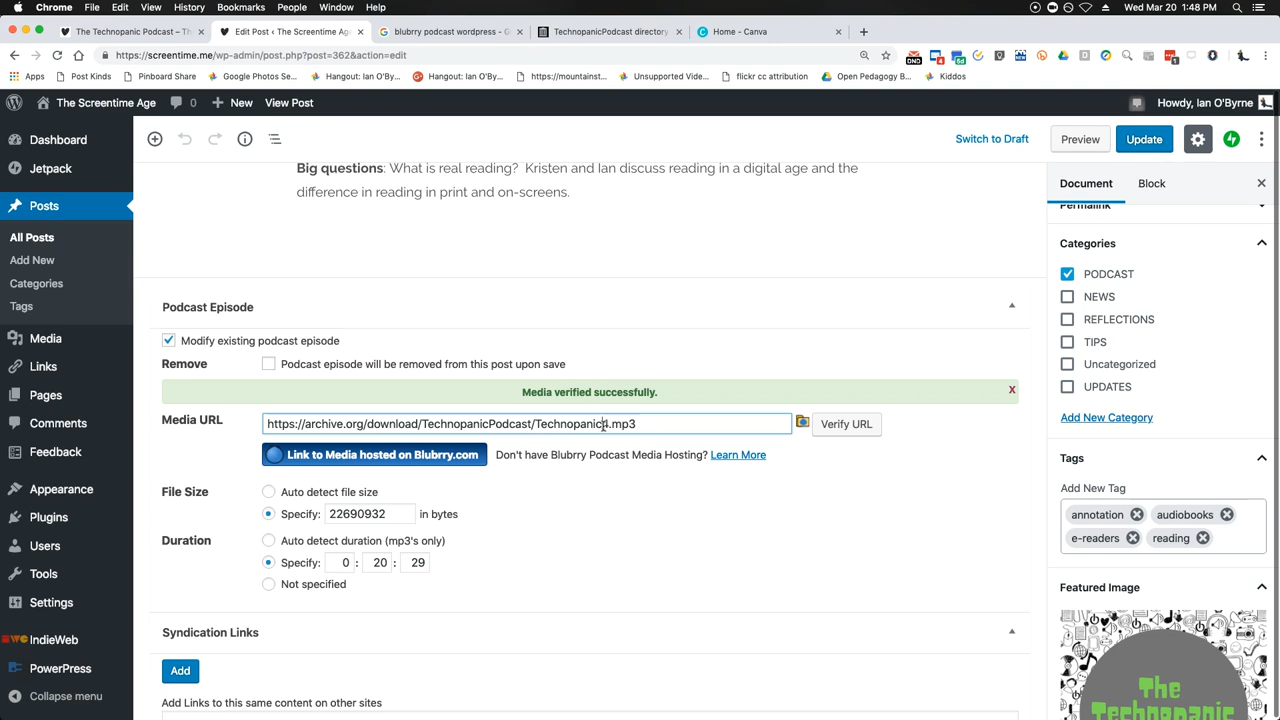 Chrome File Edit View History Bookmarks People Window Help
Wed Mar 20 1:48 PM
The Technopanic Podcast – Th
Edit Post ‹ The Screentime Age
blubrry podcast wordpress - G
TechnopanicPodcast directory
Home - Canva
https://screentime.me/wp-admin/post.php?post=362&action=edit
Apps Post Kinds Pinboard Share Google Photos Se... Hangout: Ian O'By... Hangout: Ian O'By... https://mountainst... Unsupported Vide... flickr cc attribution Open Pedagogy B... Kiddos
The Screentime Age 0 New View Post Howdy, Ian O'Byrne
Dashboard
Jetpack
Posts
All Posts
Add New
Categories
Tags
Media
Links
Pages
Comments
Feedback
Appearance
Plugins
Users
Tools
Settings
IndieWeb
PowerPress
Collapse menu
Switch to Draft Preview Update
Big questions: What is real reading? Kristen and Ian discuss reading in a digital age and the
difference in reading in print and on-screens.
Podcast Episode
Modify existing podcast episode
Remove Podcast episode will be removed from this post upon save
Media verified successfully. X
Media URL https://archive.org/download/TechnopanicPodcast/Technopanic4.mp3 Verify URL
Link to Media hosted on Blubrry.com Don't have Blubrry Podcast Media Hosting? Learn More
File Size Auto detect file size
Specify: 22690932 in bytes
Duration Auto detect duration (mp3's only)
Specify: 0 : 20 : 29
Not specified
Syndication Links
Add
Add Links to this same content on other sites
Document Block
Permalink
Categories
PODCAST
NEWS
REFLECTIONS
TIPS
Uncategorized
UPDATES
Add New Category
Tags
Add New Tag
annotation audiobooks
e-readers reading
Featured Image
The
Technopanic